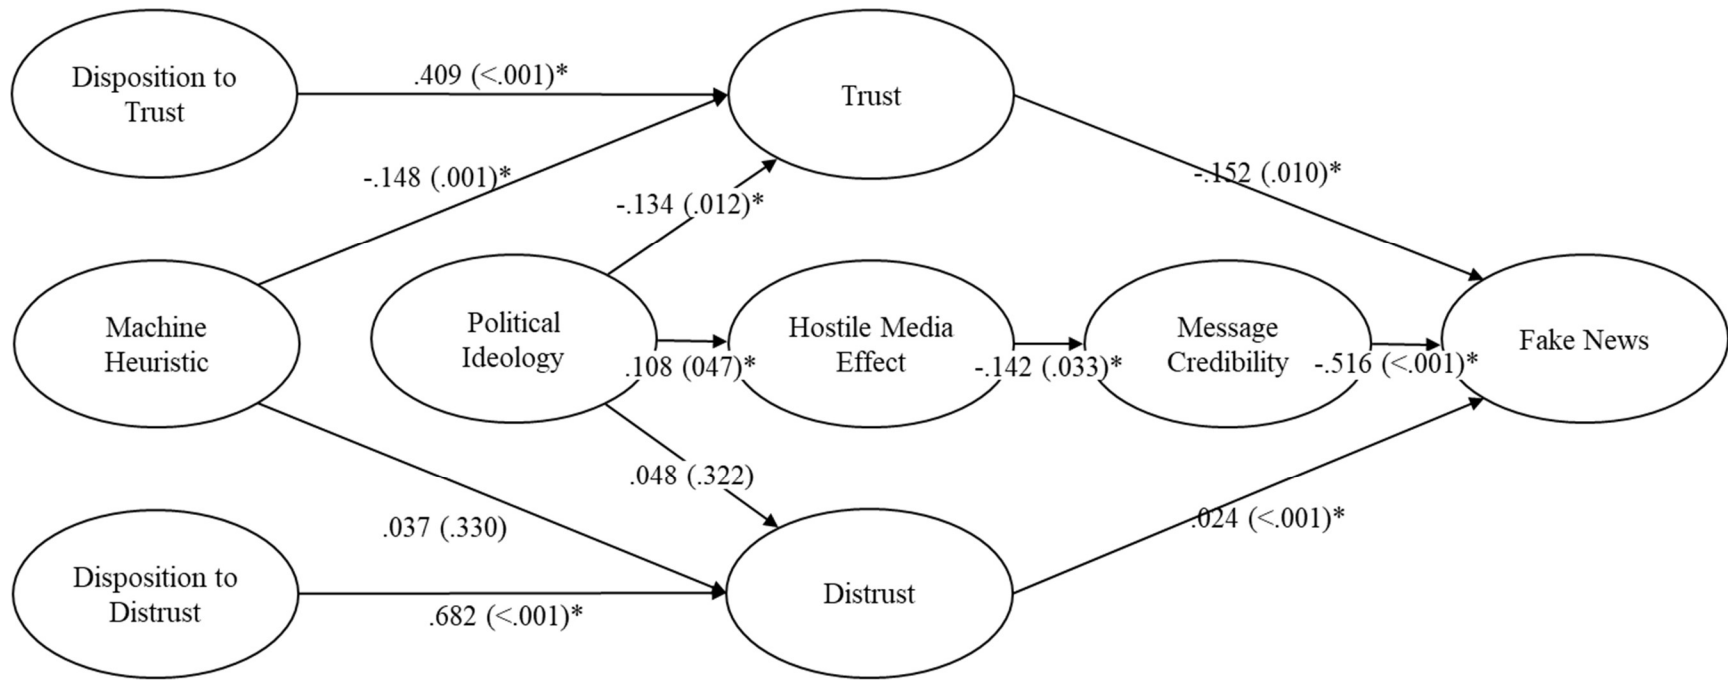 Disposition to
Trust
.409 (<.001)*
Trust
-.148 (.001)*
-.134 (.012)*
-.152 (.010)*
Machine
Heuristic
Political
Ideology
.108 (047)*
Hostile Media
Effect
-.142 (.033)*
Message
Credibility
-.516 (<.001)*
Fake News
.048 (.322)
.037 (.330)
.024 (<.001)*
Disposition to
Distrust
.682 (<.001)*
Distrust